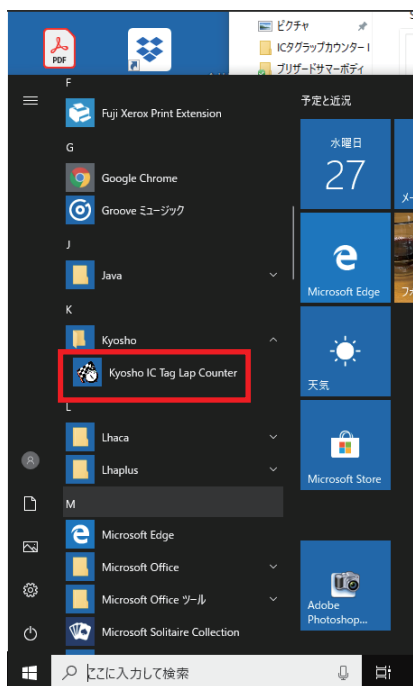 PDF
ピクチャ
ICタグラップカウンター I
ブリザードサマーボディ
F
Fuji Xerox Print Extension
G
Google Chrome
Groove ミュージック
J
Java
K
Kyosho
Kyosho IC Tag Lap Counter
L
Lhaca
Lhaplus
M
Microsoft Edge
Microsoft Office
Microsoft Office ツール
Microsoft Solitaire Collection
予定と近況
水曜日
27
メー
Microsoft Edge
フォ
天気
Microsoft Store
Adobe
Photoshop...
ここに入力して検索